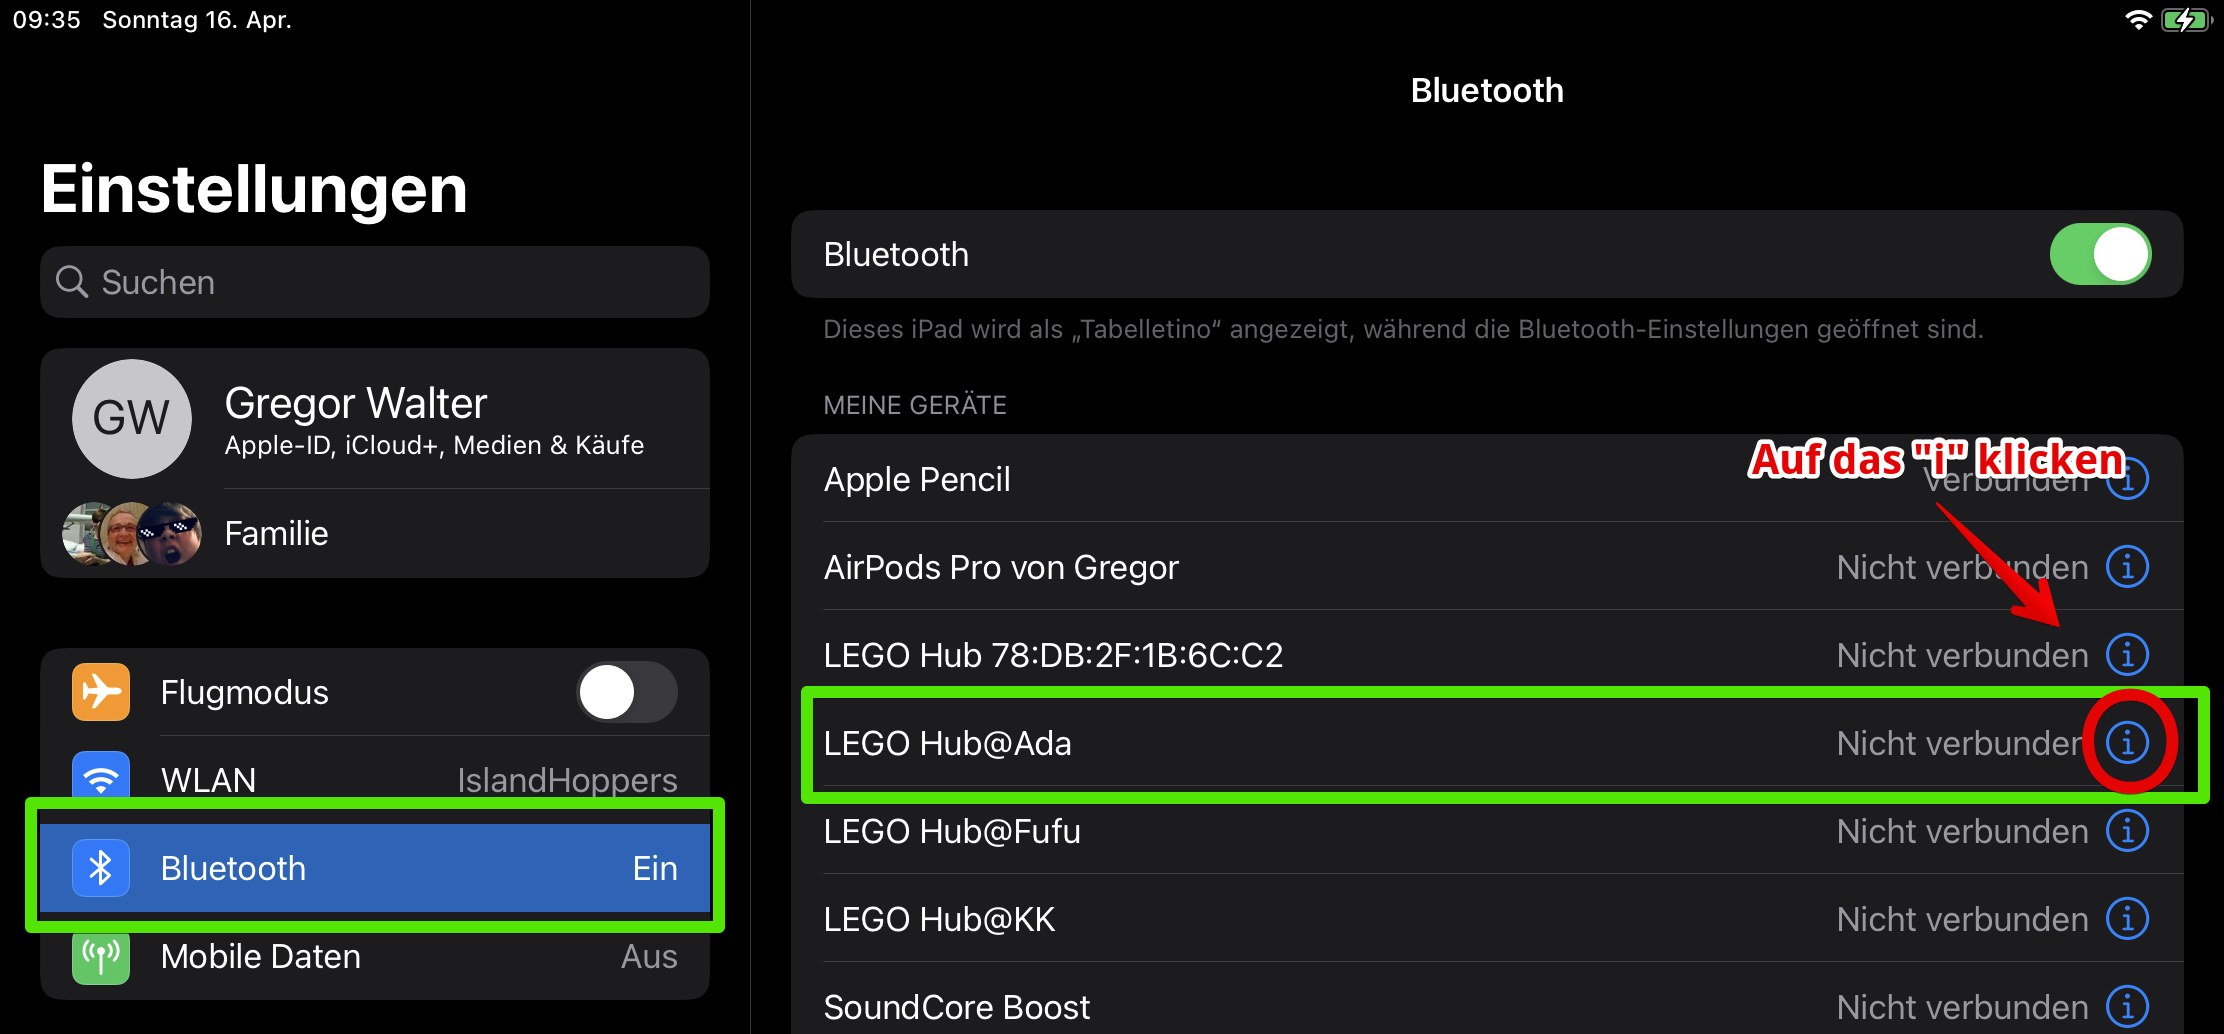 09:35 Sonntag 16. Apr.
Einstellungen
Suchen
GW
Gregor Walter
Apple-ID, iCloud+, Medien & Käufe
Familie
Flugmodus
WLAN IslandHoppers
Bluetooth Ein
Mobile Daten Aus
Bluetooth
Bluetooth
Dieses iPad wird als „Tabelletino“ angezeigt, während die Bluetooth-Einstellungen geöffnet sind.
MEINE GERÄTE
Auf das "i" klicken
Apple Pencil Verbunden
AirPods Pro von Gregor Nicht verbunden
LEGO Hub 78:DB:2F:1B:6C:C2 Nicht verbunden
LEGO Hub@Ada Nicht verbunden
LEGO Hub@Fufu Nicht verbunden
LEGO Hub@KK Nicht verbunden
SoundCore Boost Nicht verbunden